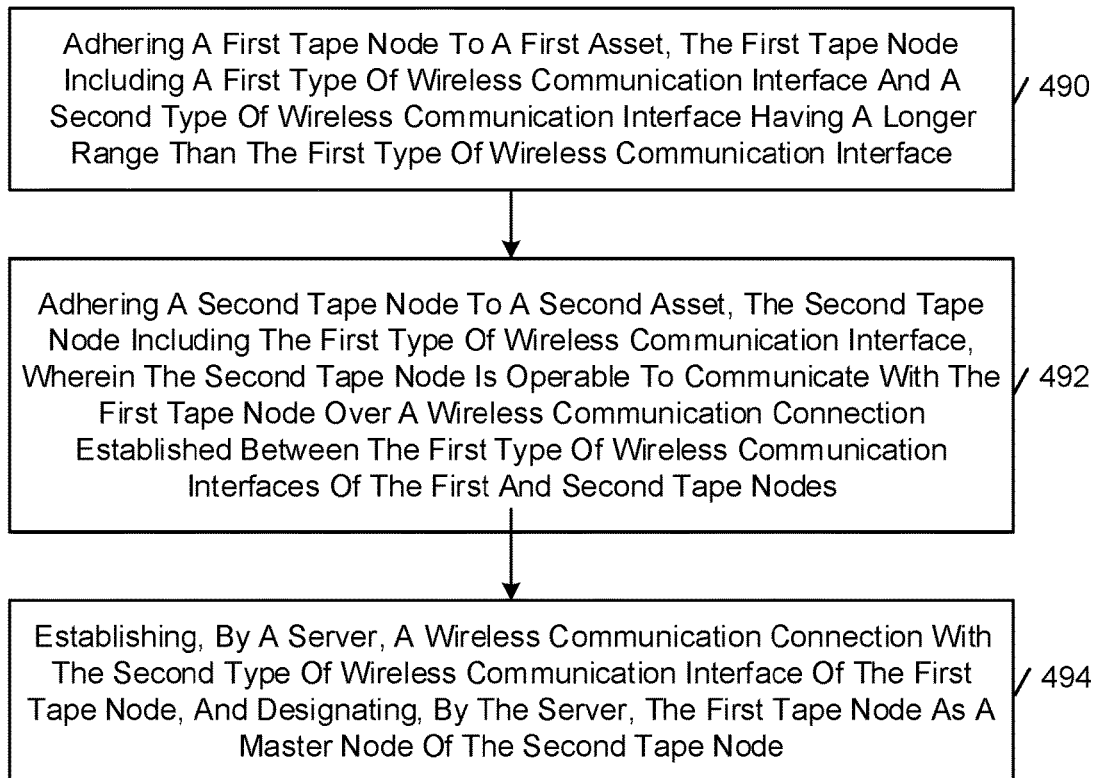 Adhering A First Tape Node To A First Asset, The First Tape Node
Including A First Type Of Wireless Communication Interface And A
Second Type Of Wireless Communication Interface Having A Longer
Range Than The First Type Of Wireless Communication Interface
490
Adhering A Second Tape Node To A Second Asset, The Second Tape
Node Including The First Type Of Wireless Communication Interface,
Wherein The Second Tape Node Is Operable To Communicate With The
First Tape Node Over A Wireless Communication Connection
Established Between The First Type Of Wireless Communication
Interfaces Of The First And Second Tape Nodes
492
Establishing, By A Server, A Wireless Communication Connection With
The Second Type Of Wireless Communication Interface Of The First
Tape Node, And Designating, By The Server, The First Tape Node As A
Master Node Of The Second Tape Node
494